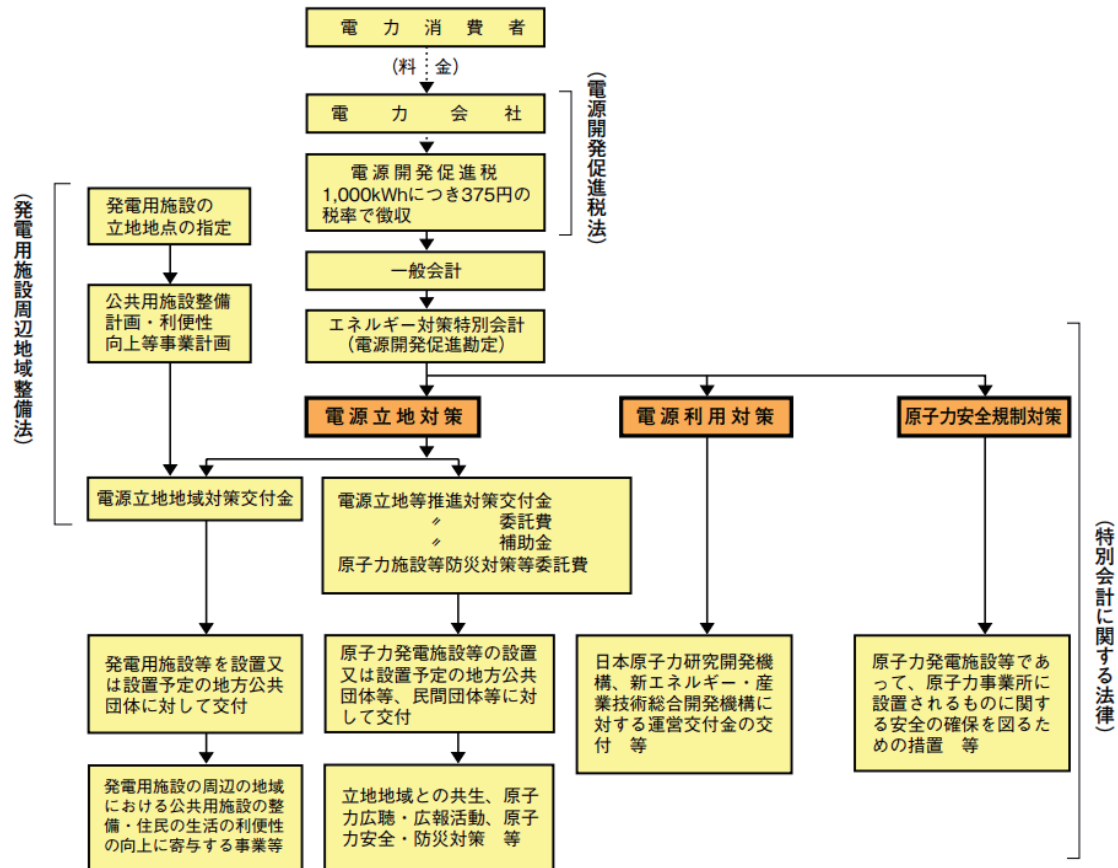 電力消費者
(料金)
電力会社
電源開発促進税
1,000kWhにつき375円の
税率で徴収
(電源開発促進税法)
一般会計
エネルギー対策特別会計
(電源開発促進勘定)
(発電用施設周辺地域整備法)
発電用施設の
立地地点の指定
公共用施設整備
計画・利便性
向上等事業計画
電源立地対策
電源利用対策
原子力安全規制対策
電源立地地域対策交付金
電源立地等推進対策交付金
〃 委託費
〃 補助金
原子力施設等防災対策等委託費
(特別会計に関する法律)
発電用施設等を設置又
は設置予定の地方公共
団体に対して交付
原子力発電施設等の設置
又は設置予定の地方公共
団体等、民間団体等に対
して交付
日本原子力研究開発機
構、新エネルギー・産
業技術総合開発機構に
対する運営交付金の交
付 等
原子力発電施設等であ
って、原子力事業所に
設置されるものに関す
る安全の確保を図るた
めの措置 等
発電用施設の周辺の地域
における公共用施設の整
備・住民の生活の利便性
の向上に寄与する事業等
立地地域との共生、原子
力広聴・広報活動、原子
力安全・防災対策 等